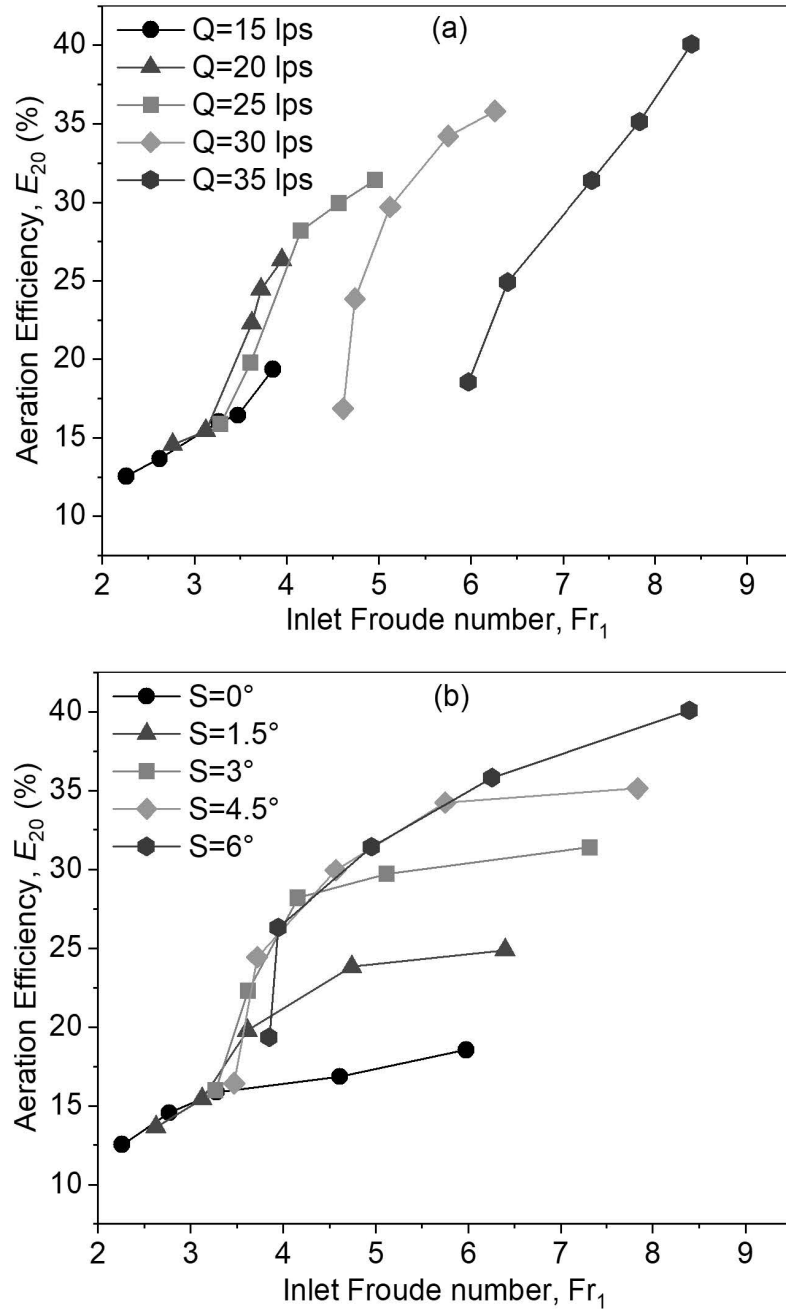 (a)
Q=15 lps
Q=20 lps
Q=25 lps
Q=30 lps
Q=35 lps
40
35
30
25
20
15
10
Aeration Efficiency, E₂₀ (%)
2 3 4 5 6 7 8 9
Inlet Froude number, Fr₁
(b)
S=0°
S=1.5°
S=3°
S=4.5°
S=6°
40
35
30
25
20
15
10
Aeration Efficiency, E₂₀ (%)
2 3 4 5 6 7 8 9
Inlet Froude number, Fr₁